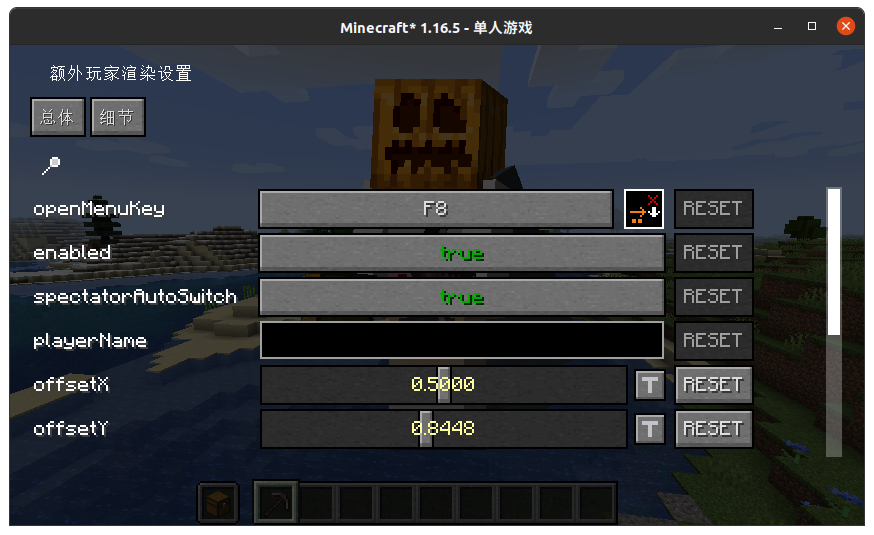 Minecraft* 1.16.5 - 单人游戏
额外玩家渲染设置
总体 细节
openMenuKey F8 RESET
enabled true RESET
spectatorAutoSwitch true RESET
playerName RESET
offsetX 0.5000 T RESET
offsetY 0.8448 T RESET